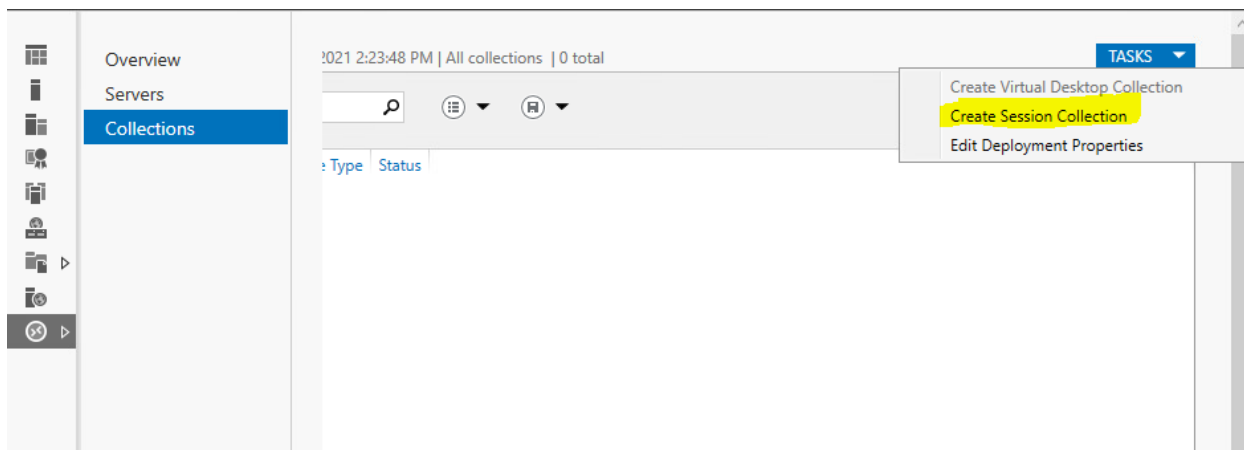 Overview
Servers
Collections
2021 2:23:48 PM | All collections | 0 total
TASKS
Create Virtual Desktop Collection
Create Session Collection
Edit Deployment Properties
e Type Status